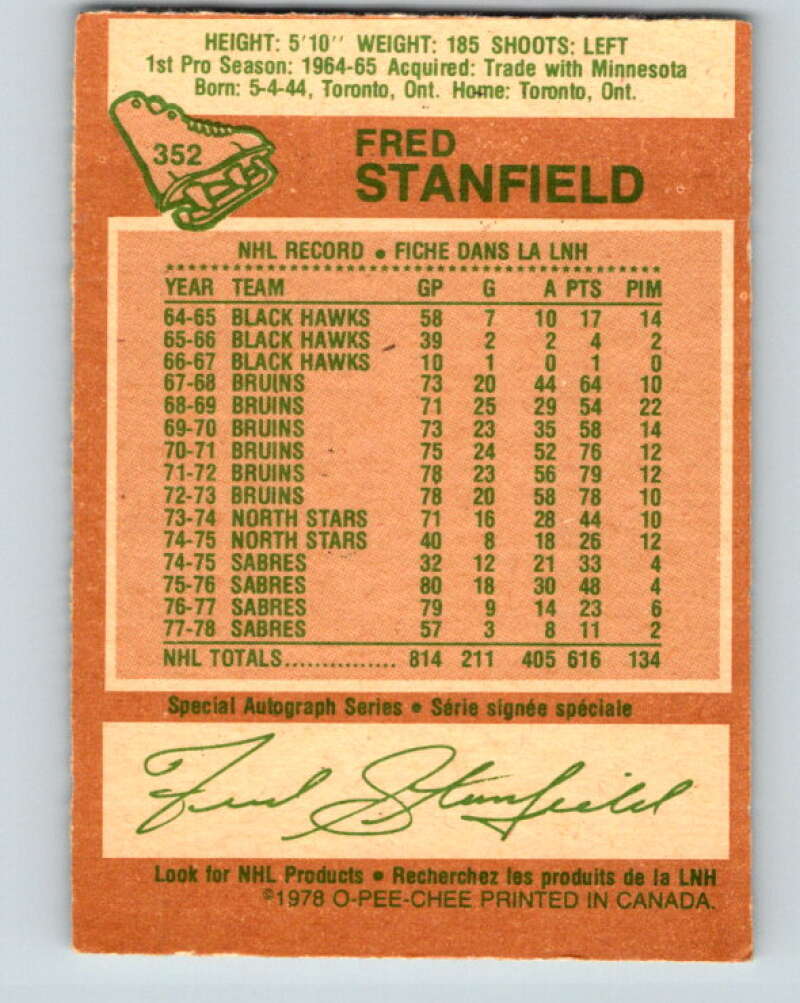 HEIGHT: 5'10" WEIGHT: 185 SHOOTS: LEFT
1st Pro Season: 1964-65 Acquired: Trade with Minnesota
Born: 5-4-44, Toronto, Ont. Home: Toronto, Ont.
352
FRED
STANFIELD
NHL RECORD • FICHE DANS LA LNH
YEAR TEAM GP G A PTS PIM
64-65 BLACK HAWKS 58 7 10 17 14
65-66 BLACK HAWKS 39 2 2 4 2
66-67 BLACK HAWKS 10 1 0 1 0
67-68 BRUINS 73 20 44 64 10
68-69 BRUINS 71 25 29 54 22
69-70 BRUINS 73 23 35 58 14
70-71 BRUINS 75 24 52 76 12
71-72 BRUINS 78 23 56 79 12
72-73 BRUINS 78 20 58 78 10
73-74 NORTH STARS 71 16 28 44 10
74-75 NORTH STARS 40 8 18 26 12
74-75 SABRES 32 12 21 33 4
75-76 SABRES 80 18 30 48 4
76-77 SABRES 79 9 14 23 6
77-78 SABRES 57 3 8 11 2
NHL TOTALS............... 814 211 405 616 134
Special Autograph Series • Série signée spéciale
Fred Stanfield
Look for NHL Products • Recherchez les produits de la LNH
©1978 O-PEE-CHEE PRINTED IN CANADA.